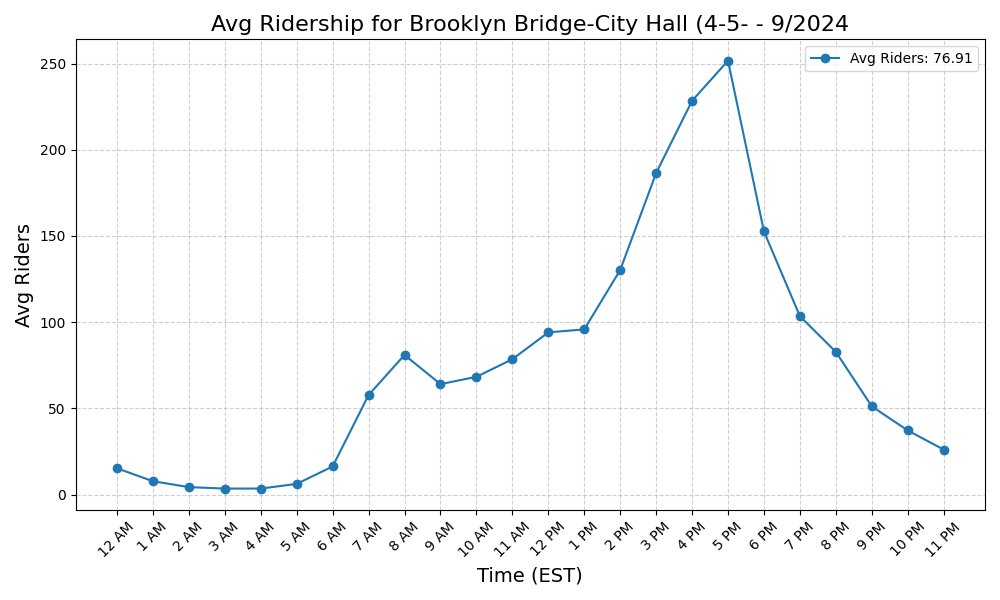 Avg Ridership for Brooklyn Bridge-City Hall (4-5- - 9/2024
Avg Riders: 76.91
Avg Riders
250
200
150
100
50
0
12 AM
1 AM
2 AM
3 AM
4 AM
5 AM
6 AM
7 AM
8 AM
9 AM
10 AM
11 AM
12 PM
1 PM
2 PM
3 PM
4 PM
5 PM
6 PM
7 PM
8 PM
9 PM
10 PM
11 PM
Time (EST)